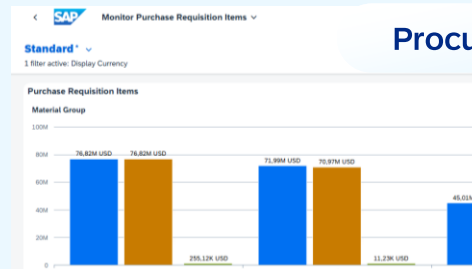 SAP Monitor Purchase Requisition Items
Procu
Standard*
1 filter active: Display Currency
Purchase Requisition Items
Material Group
100M
80M
60M
40M
20M
0
76,82M USD 76,82M USD
255,12K USD
71,99M USD 70,97M USD
11,23K USD
45,01M